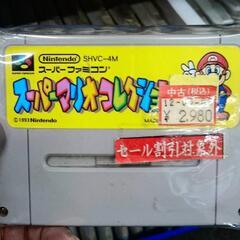 Nintendo SHVC-4M
スーパーファミコン
スーパーマリオコレクショ
中古(税込)
¥2,980
セール割引対象外
©1993 Nintendo
MADE